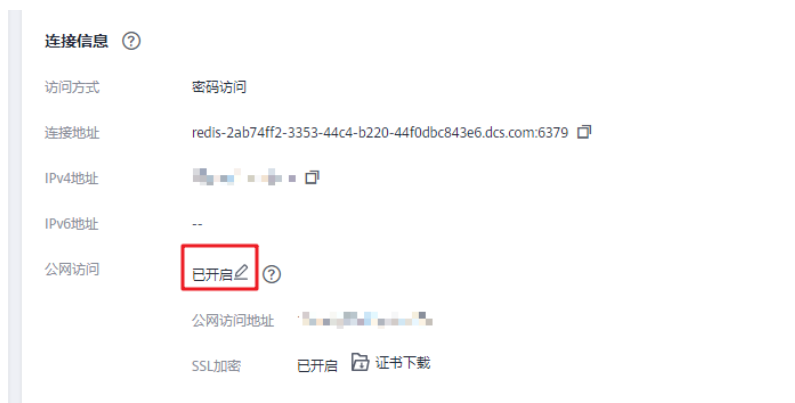 连接信息
访问方式 密码访问
连接地址 redis-2ab74ff2-3353-44c4-b220-44f0dbc843e6.dcs.com:6379
IPv4地址
IPv6地址 --
公网访问 已开启
公网访问地址
SSL加密 已开启 证书下载